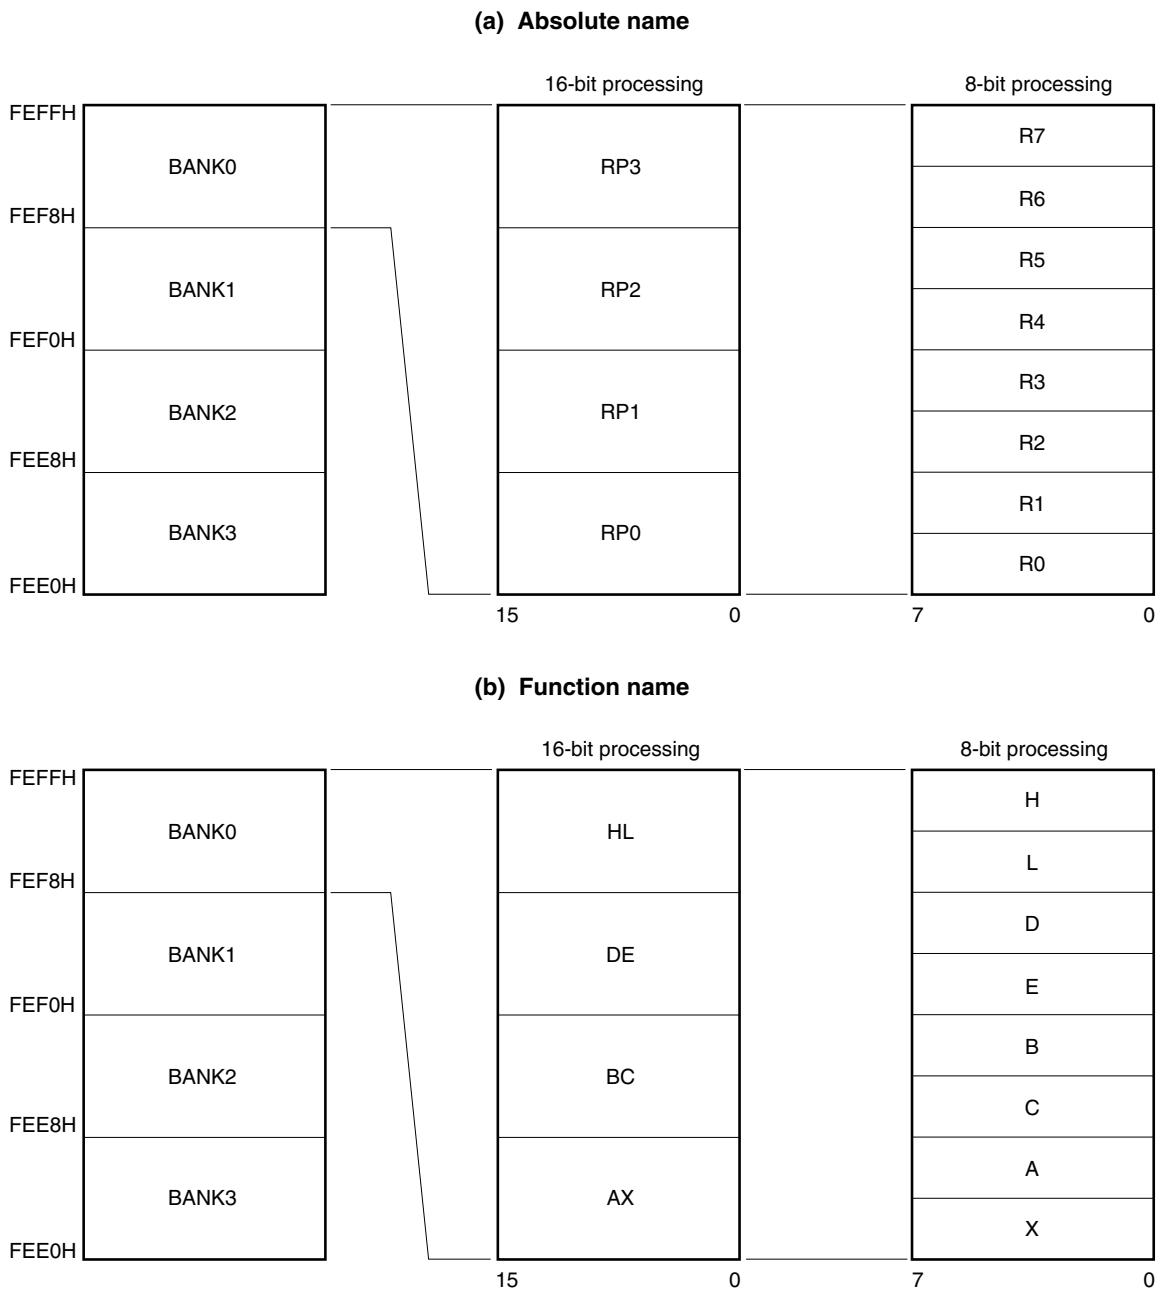 (a) Absolute name
16-bit processing 8-bit processing
FEFFH
BANK0 RP3 R7
R6
FEF8H
BANK1 RP2 R5
R4
FEF0H
BANK2 RP1 R3
R2
FEE8H
BANK3 RP0 R1
R0
FEE0H
15 0 7 0
(b) Function name
16-bit processing 8-bit processing
FEFFH
BANK0 HL H
L
FEF8H
BANK1 DE D
E
FEF0H
BANK2 BC B
C
FEE8H
BANK3 AX A
X
FEE0H
15 0 7 0